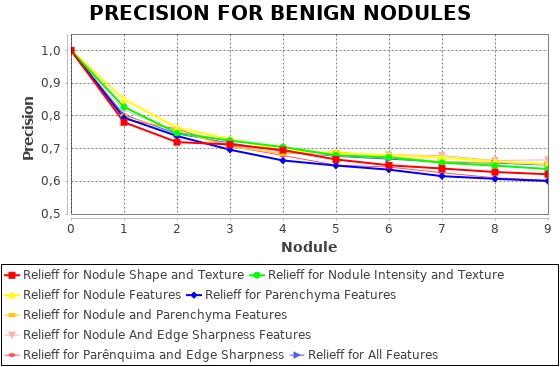 PRECISION FOR BENIGN NODULES
1,0
0,9
0,8
0,7
0,6
0,5
Precision
0 1 2 3 4 5 6 7 8 9
Nodule
Relieff for Nodule Shape and Texture Relieff for Nodule Intensity and Texture
Relieff for Nodule Features Relieff for Parenchyma Features
Relieff for Nodule and Parenchyma Features
Relieff for Nodule And Edge Sharpness Features
Relieff for Parênquima and Edge Sharpness Relieff for All Features